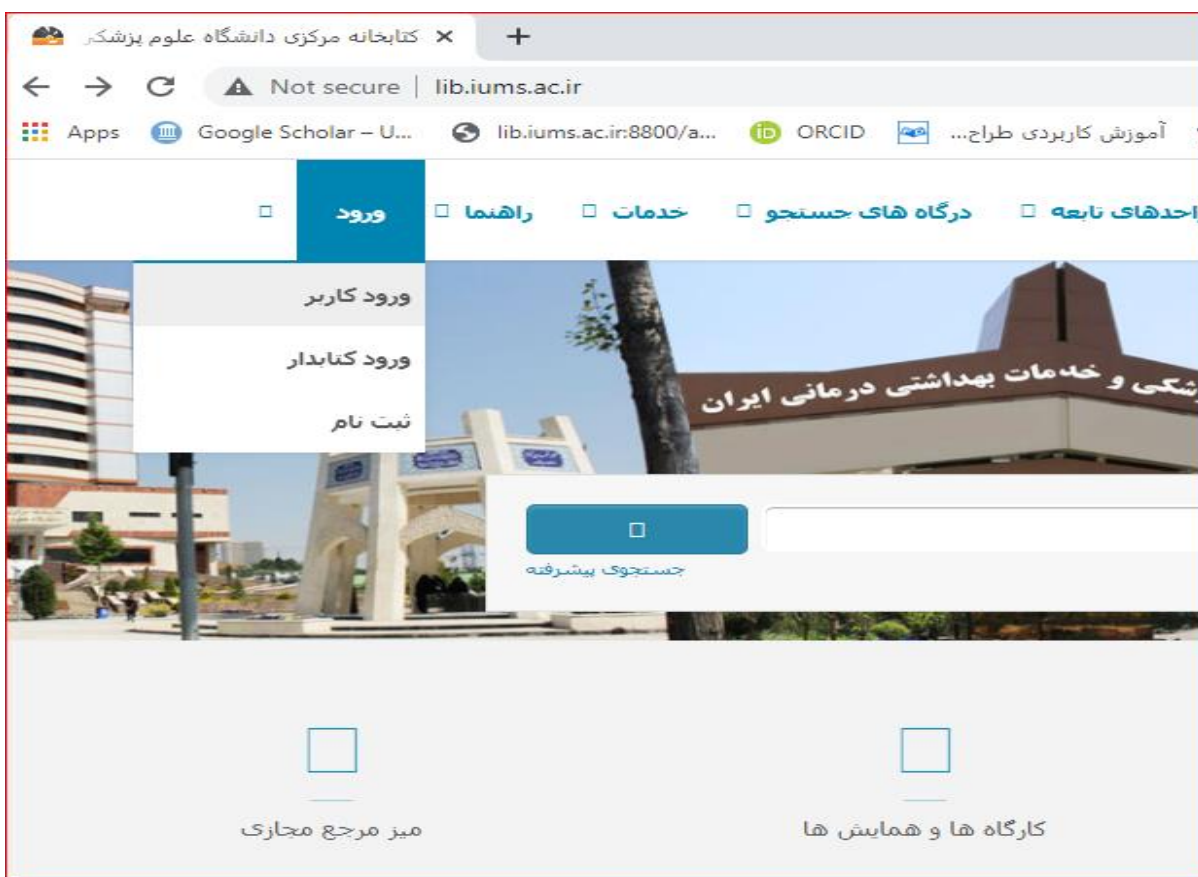 کتابخانه مرکزی دانشگاه علوم پزشکی
Not secure | lib.iums.ac.ir
Apps Google Scholar – U... lib.iums.ac.ir:8800/a... ORCID آموزش کاربردی طراح...
احدهای تابعه درگاه های جستجو خدمات راهنما ورود
ورود کاربر
ورود کتابدار
ثبت نام
شکی و خدمات بهداشتی درمانی ایران
جستجوی پیشرفته
کارگاه ها و همایش ها
میز مرجع مجازی